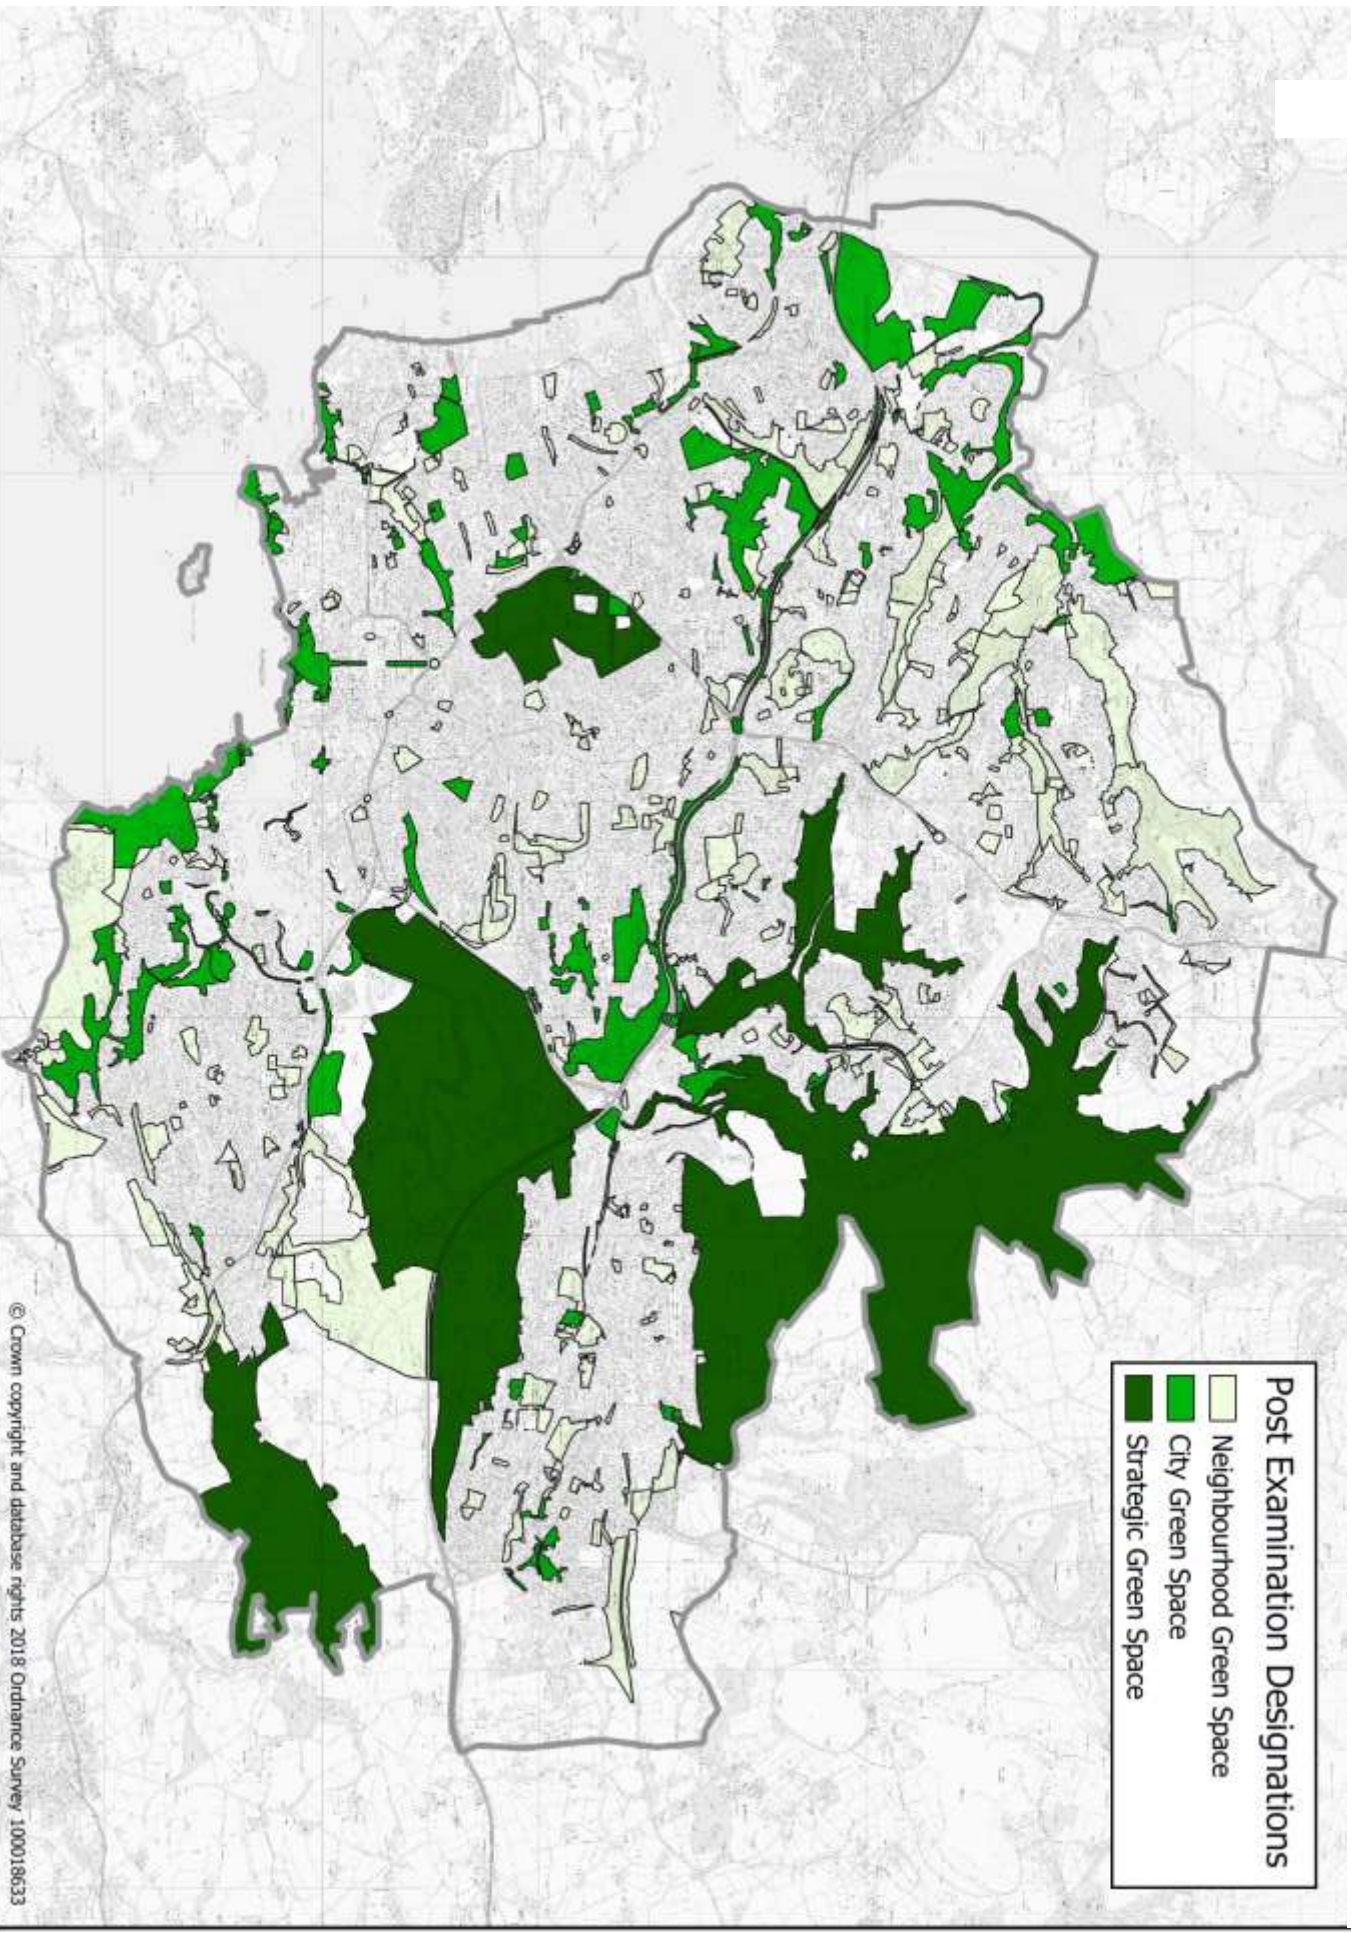 Post Examination Designations
Neighbourhood Green Space
City Green Space
Strategic Green Space
© Crown copyright and database rights 2018 Ordnance Survey 100018633